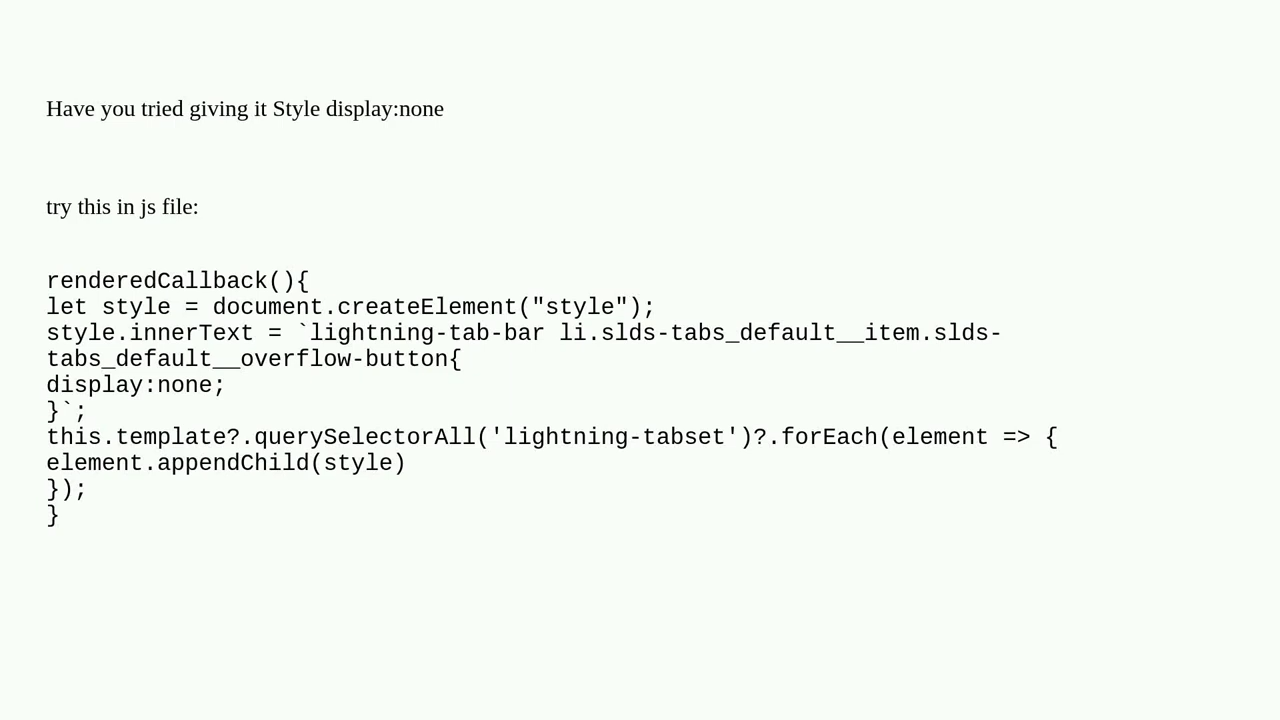 Have you tried giving it Style display:none
try this in js file:
renderedCallback(){
let style = document.createElement("style");
style.innerText = `lightning-tab-bar li.slds-tabs_default__item.slds-
tabs_default__overflow-button{
display:none;
}`;
this.template?.querySelectorAll('lightning-tabset')?.forEach(element => {
element.appendChild(style)
});
}